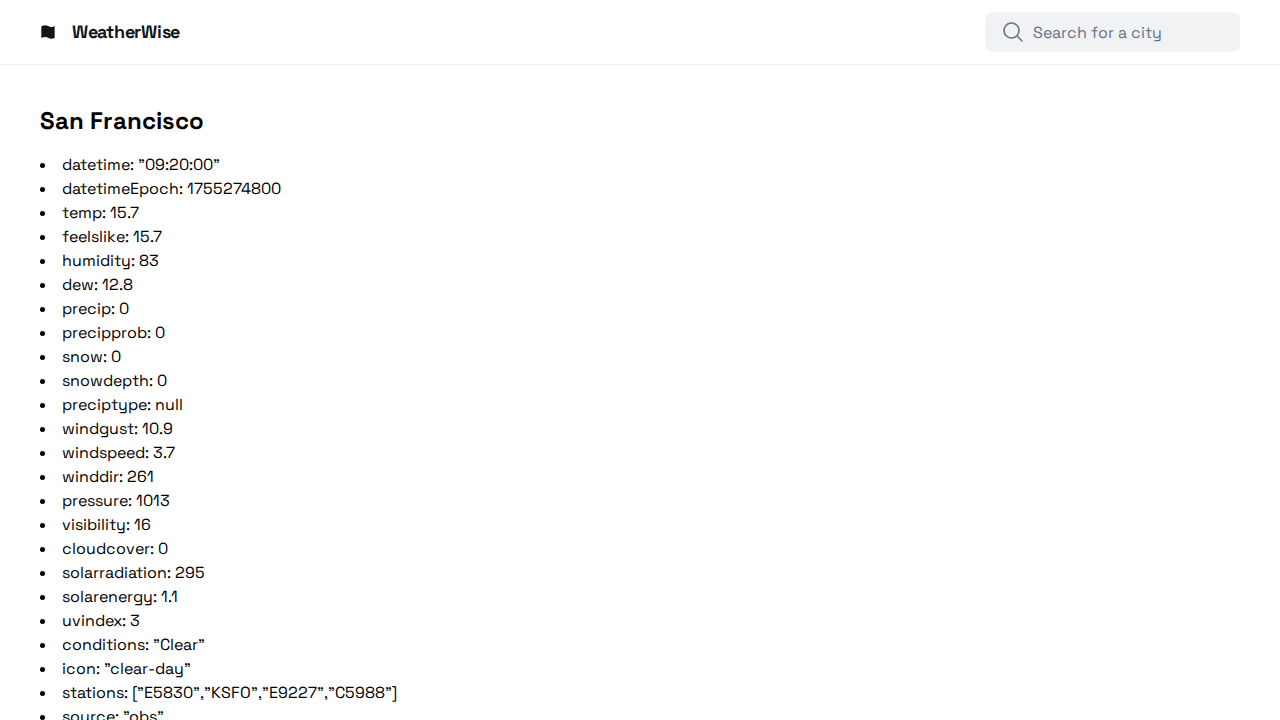 WeatherWise
Search for a city
San Francisco
• datetime: "09:20:00"
• datetimeEpoch: 1755274800
• temp: 15.7
• feelslike: 15.7
• humidity: 83
• dew: 12.8
• precip: 0
• precipprob: 0
• snow: 0
• snowdepth: 0
• preciptype: null
• windgust: 10.9
• windspeed: 3.7
• winddir: 261
• pressure: 1013
• visibility: 16
• cloudcover: 0
• solarradiation: 295
• solarenergy: 1.1
• uvindex: 3
• conditions: "Clear"
• icon: "clear-day"
• stations: ["E5830","KSFO","E9227","C5988"]
• source: "obs"